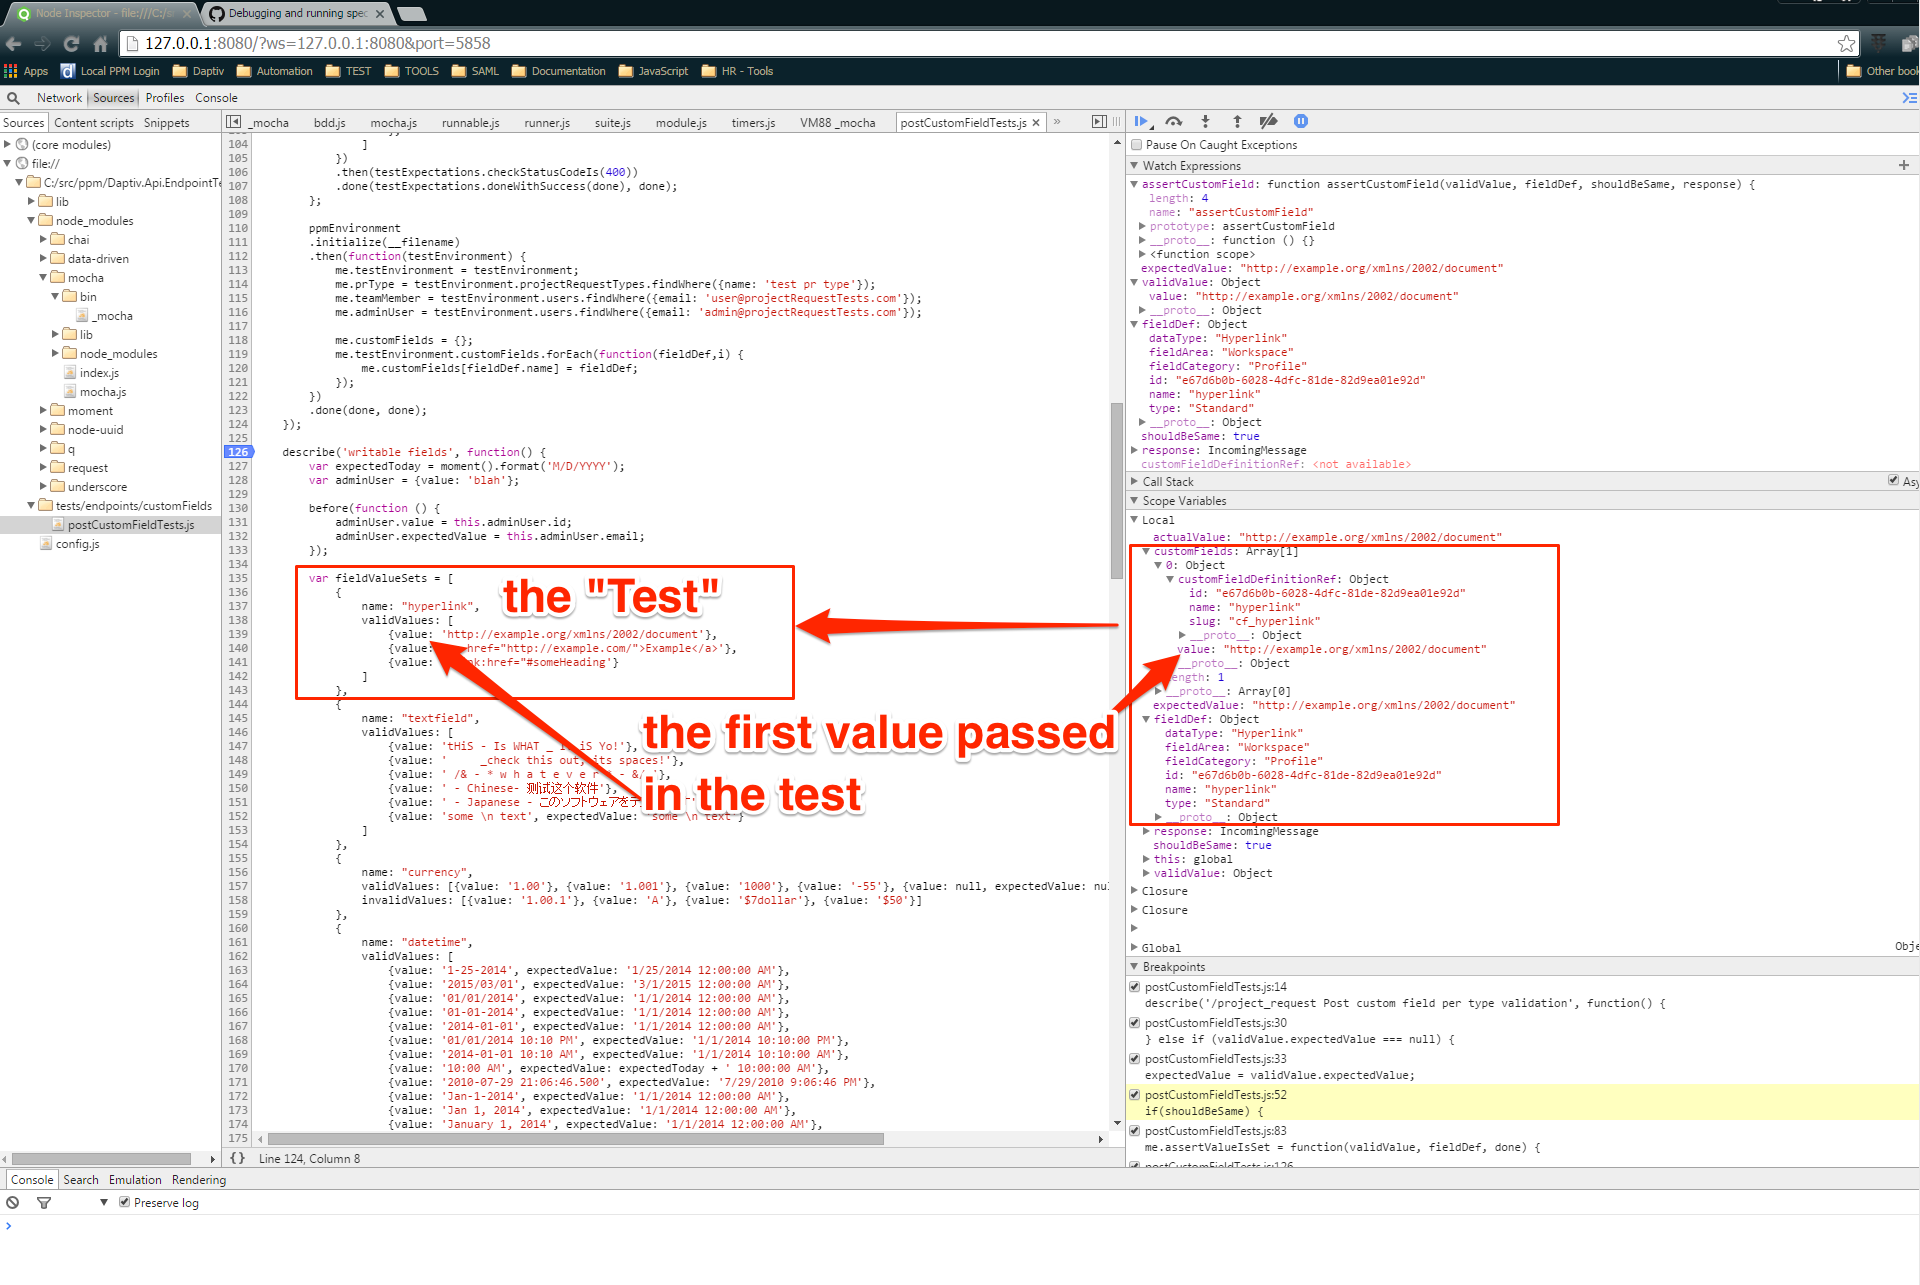 Node Inspector - file:///C:/s
Debugging and running spec
127.0.0.1:8080/?ws=127.0.0.1:8080&port=5858
Apps Local PPM Login Daptiv Automation TEST TOOLS SAML Documentation JavaScript HR - Tools Other book
Network Sources Profiles Console
Sources Content scripts Snippets
(core modules)
file://
C:/src/ppm/Daptiv.Api.EndpointTe
lib
node_modules
chai
data-driven
mocha
bin
_mocha
lib
node_modules
index.js
mocha.js
moment
node-uuid
q
request
underscore
tests/endpoints/customFields
postCustomFieldTests.js
config.js
_mocha bdd.js mocha.js runnable.js runner.js suite.js module.js timers.js VM88 _mocha postCustomFieldTests.js × »
104 ]
105 })
106 .then(testExpectations.checkStatusCodeIs(400))
107 .done(testExpectations.doneWithSuccess(done), done);
108 };
109
110 ppmEnvironment
111 .initialize(__filename)
112 .then(function(testEnvironment) {
113 me.testEnvironment = testEnvironment;
114 me.prType = testEnvironment.projectRequestTypes.findWhere({name: 'test pr type'});
115 me.teamMember = testEnvironment.users.findWhere({email: 'user@projectRequestTests.com'});
116 me.adminUser = testEnvironment.users.findWhere({email: 'admin@projectRequestTests.com'});
117
118 me.customFields = {};
119 me.testEnvironment.customFields.forEach(function(fieldDef,i) {
120 me.customFields[fieldDef.name] = fieldDef;
121 });
122 })
123 .done(done, done);
124 });
125
126 describe('writable fields', function() {
127 var expectedToday = moment().format('M/D/YYYY');
128 var adminUser = {value: 'blah'};
129
130 before(function () {
131 adminUser.value = this.adminUser.id;
132 adminUser.expectedValue = this.adminUser.email;
133 });
134
135 var fieldValueSets = [
136 {
137 name: "hyperlink",
138 validValues: [
139 {value: 'http://example.org/xmlns/2002/document'},
140 {value: href="http://example.com/">Example</a>'},
141 {value: :href="#someHeading'}
142 ]
143 },
144 {
145 name: "textfield",
146 validValues: [
147 {value: 'tHiS - Is WHAT _ iS Yo!'},
148 {value: ' _check this out, its spaces!'},
149 {value: ' /& - * w h a t e v e r - &/ '},
150 {value: ' - Chinese- 测试这个软件'},
151 {value: ' - Japanese - このソフトウェアを
152 {value: 'some \n text', expectedValue: 'some \n text'}
153 ]
154 },
155 {
156 name: "currency",
157 validValues: [{value: '1.00'}, {value: '1.001'}, {value: '1000'}, {value: '-55'}, {value: null, expectedValue: nu
158 invalidValues: [{value: '1.00.1'}, {value: 'A'}, {value: '$7dollar'}, {value: '$50'}]
159 },
160 {
161 name: "datetime",
162 validValues: [
163 {value: '1-25-2014', expectedValue: '1/25/2014 12:00:00 AM'},
164 {value: '2015/03/01', expectedValue: '3/1/2015 12:00:00 AM'},
165 {value: '01/01/2014', expectedValue: '1/1/2014 12:00:00 AM'},
166 {value: '01-01-2014', expectedValue: '1/1/2014 12:00:00 AM'},
167 {value: '2014-01-01', expectedValue: '1/1/2014 12:00:00 AM'},
168 {value: '01/01/2014 10:10 PM', expectedValue: '1/1/2014 10:10:00 PM'},
169 {value: '2014-01-01 10:10 AM', expectedValue: '1/1/2014 10:10:00 AM'},
170 {value: '10:00 AM', expectedValue: expectedToday + ' 10:00:00 AM'},
171 {value: '2010-07-29 21:06:46.500', expectedValue: '7/29/2010 9:06:46 PM'},
172 {value: 'Jan-1-2014', expectedValue: '1/1/2014 12:00:00 AM'},
173 {value: 'Jan 1, 2014', expectedValue: '1/1/2014 12:00:00 AM'},
174 {value: 'January 1, 2014', expectedValue: '1/1/2014 12:00:00 AM'},
175
{} Line 124, Column 8
the "Test"
the first value passed
in the test
Pause On Caught Exceptions
Watch Expressions
assertCustomField: function assertCustomField(validValue, fieldDef, shouldBeSame, response) {
length: 4
name: "assertCustomField"
prototype: assertCustomField
__proto__: function () {}
<function scope>
expectedValue: "http://example.org/xmlns/2002/document"
validValue: Object
value: "http://example.org/xmlns/2002/document"
__proto__: Object
fieldDef: Object
dataType: "Hyperlink"
fieldArea: "Workspace"
fieldCategory: "Profile"
id: "e67d6b0b-6028-4dfc-81de-82d9ea01e92d"
name: "hyperlink"
type: "Standard"
__proto__: Object
shouldBeSame: true
response: IncomingMessage
customFieldDefinitionRef: <not available>
Call Stack Asy
Scope Variables
Local
actualValue: "http://example.org/xmlns/2002/document"
customFields: Array[1]
0: Object
customFieldDefinitionRef: Object
id: "e67d6b0b-6028-4dfc-81de-82d9ea01e92d"
name: "hyperlink"
slug: "cf_hyperlink"
__proto__: Object
value: "http://example.org/xmlns/2002/document"
__proto__: Object
length: 1
__proto__: Array[0]
expectedValue: "http://example.org/xmlns/2002/document"
fieldDef: Object
dataType: "Hyperlink"
fieldArea: "Workspace"
fieldCategory: "Profile"
id: "e67d6b0b-6028-4dfc-81de-82d9ea01e92d"
name: "hyperlink"
type: "Standard"
__proto__: Object
response: IncomingMessage
shouldBeSame: true
this: global
validValue: Object
Closure
Closure
Global Obje
Breakpoints
postCustomFieldTests.js:14
describe('/project_request Post custom field per type validation', function() {
postCustomFieldTests.js:30
} else if (validValue.expectedValue === null) {
postCustomFieldTests.js:33
expectedValue = validValue.expectedValue;
postCustomFieldTests.js:52
if(shouldBeSame) {
postCustomFieldTests.js:83
me.assertValueIsSet = function(validValue, fieldDef, done) {
postCustomFieldTests.js:126
Console Search Emulation Rendering
Preserve log